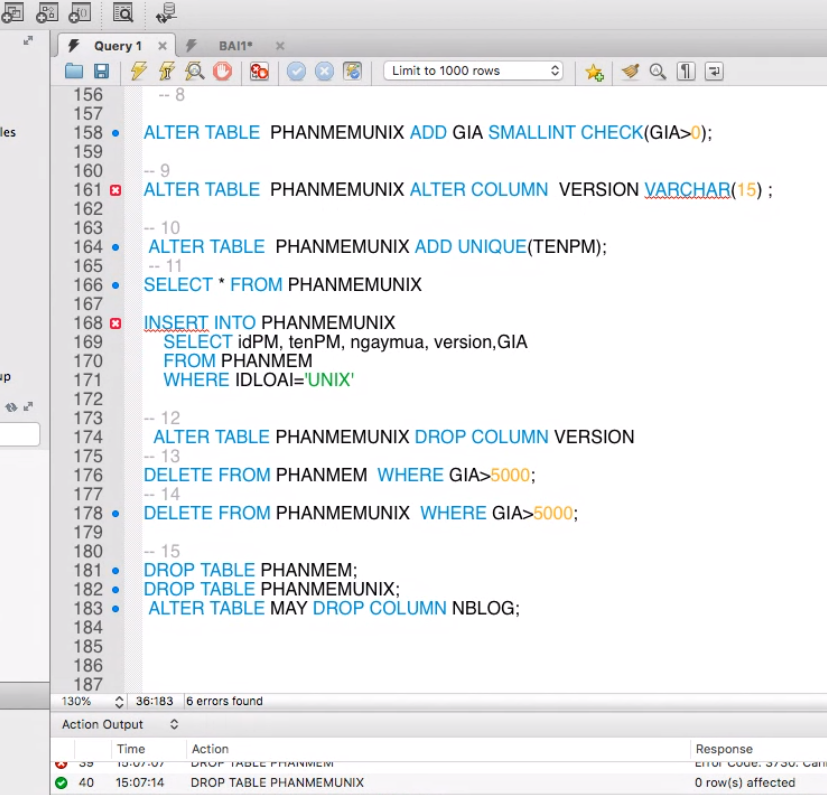 Query 1
BAI1*
Limit to 1000 rows
les
156 -- 8
157
158 ALTER TABLE PHANMEMUNIX ADD GIA SMALLINT CHECK(GIA>0);
159
160 -- 9
161 ALTER TABLE PHANMEMUNIX ALTER COLUMN VERSION VARCHAR(15) ;
162
163 -- 10
164 ALTER TABLE PHANMEMUNIX ADD UNIQUE(TENPM);
165 -- 11
166 SELECT * FROM PHANMEMUNIX
167
168 INSERT INTO PHANMEMUNIX
169 SELECT idPM, tenPM, ngaymua, version,GIA
170 FROM PHANMEM
171 WHERE IDLOAI='UNIX'
172
173 -- 12
174 ALTER TABLE PHANMEMUNIX DROP COLUMN VERSION
175 -- 13
176 DELETE FROM PHANMEM WHERE GIA>5000;
177 -- 14
178 DELETE FROM PHANMEMUNIX WHERE GIA>5000;
179
180 -- 15
181 DROP TABLE PHANMEM;
182 DROP TABLE PHANMEMUNIX;
183 ALTER TABLE MAY DROP COLUMN NBLOG;
184
185
186
187
up
130% 36:183 6 errors found
Action Output
Time Action Response
39 15:07:07 DROP TABLE PHANMEM Error Code: 3730. Can
40 15:07:14 DROP TABLE PHANMEMUNIX 0 row(s) affected